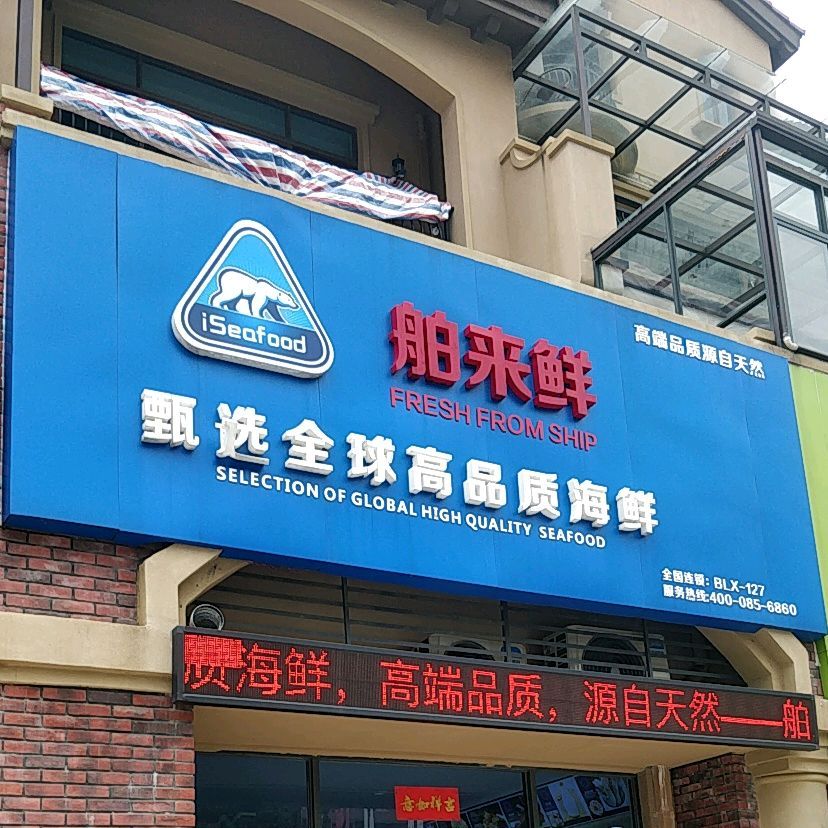 iSeafood
舶来鲜
FRESH FROM SHIP
高端品质源自天然
甄选全球高品质海鲜
SELECTION OF GLOBAL HIGH QUALITY SEAFOOD
全国连锁：BLX-127
服务热线:400-085-6860
质海鲜，高端品质，源自天然——舶